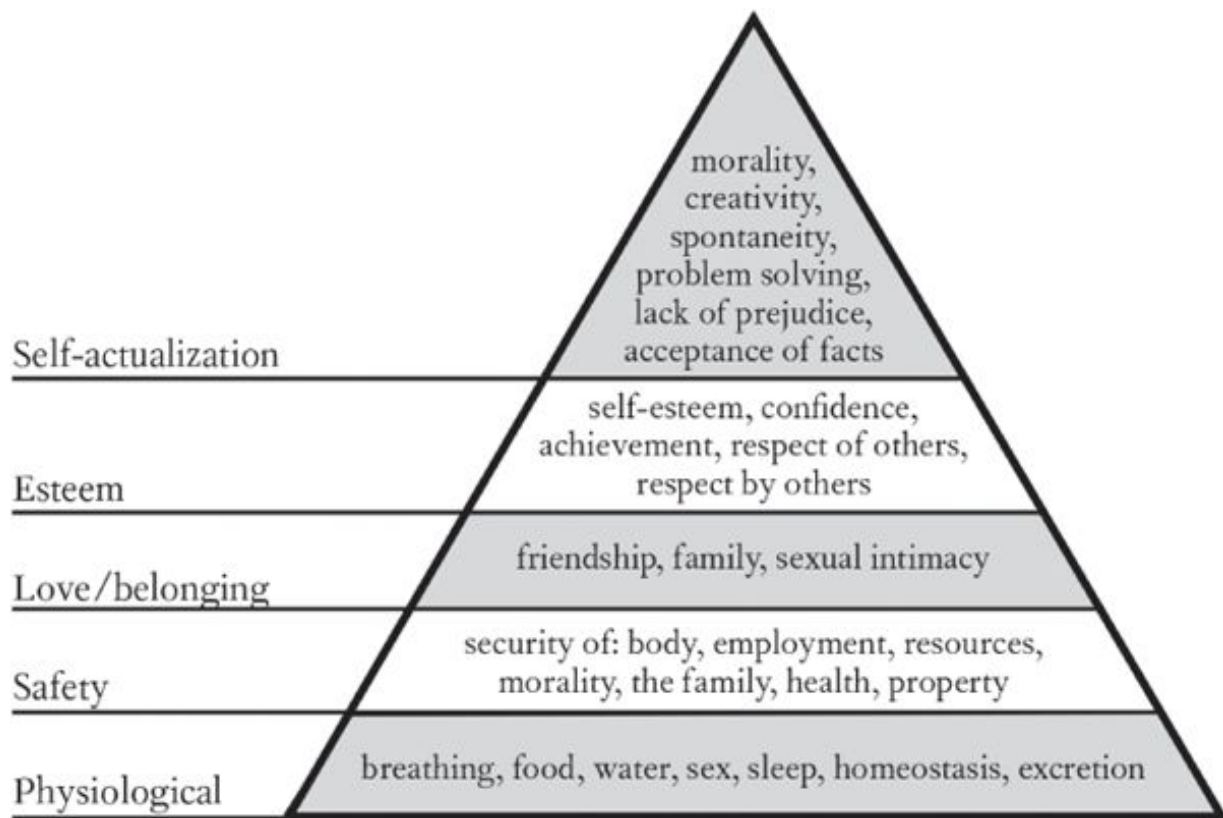 morality,
creativity,
spontaneity,
problem solving,
lack of prejudice,
acceptance of facts
Self-actualization
self-esteem, confidence,
achievement, respect of others,
respect by others
Esteem
friendship, family, sexual intimacy
Love/belonging
security of: body, employment, resources,
morality, the family, health, property
Safety
breathing, food, water, sex, sleep, homeostasis, excretion
Physiological